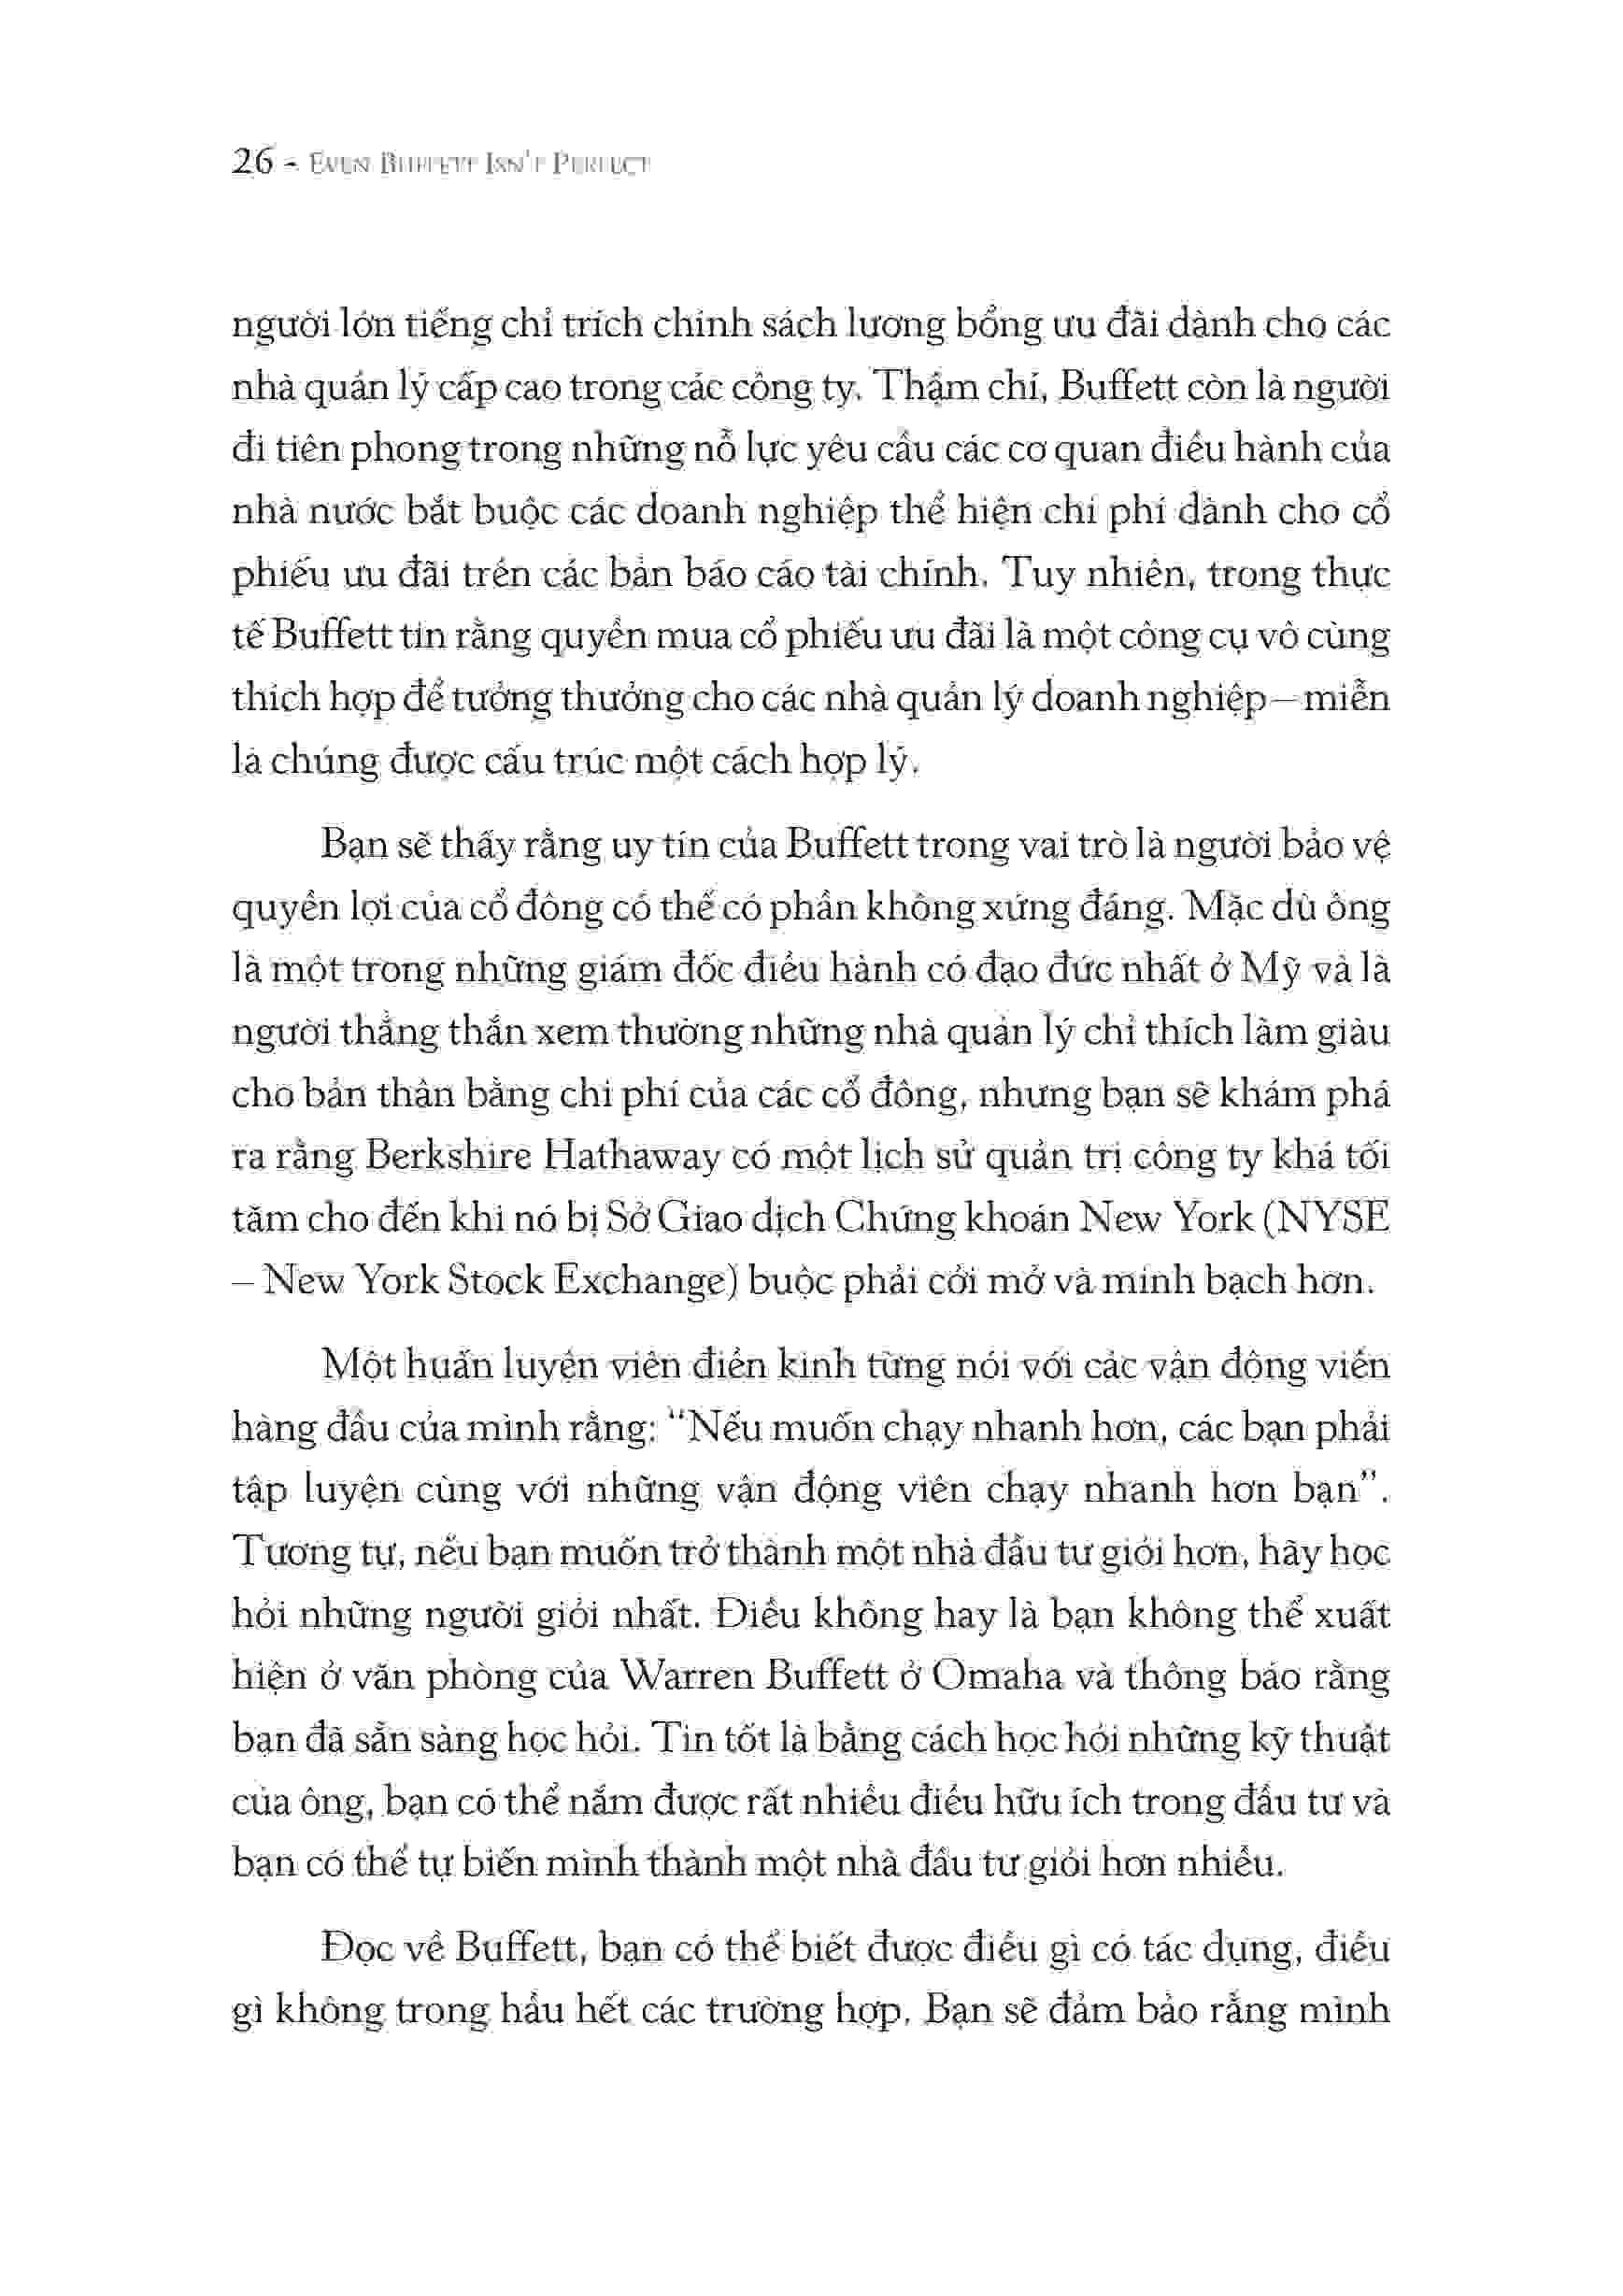 26 - Even Buffett Isn't Perfect
người lớn tiếng chỉ trích chính sách lương bổng ưu đãi dành cho các
nhà quản lý cấp cao trong các công ty. Thậm chí, Buffett còn là người
đi tiên phong trong những nỗ lực yêu cầu các cơ quan điều hành của
nhà nước bắt buộc các doanh nghiệp thể hiện chi phí dành cho cổ
phiếu ưu đãi trên các bản báo cáo tài chính. Tuy nhiên, trong thực
tế Buffett tin rằng quyền mua cổ phiếu ưu đãi là một công cụ vô cùng
thích hợp để tưởng thưởng cho các nhà quản lý doanh nghiệp – miễn
là chúng được cấu trúc một cách hợp lý.
Bạn sẽ thấy rằng uy tín của Buffett trong vai trò là người bảo vệ
quyền lợi của cổ đông có thể có phần không xứng đáng. Mặc dù ông
là một trong những giám đốc điều hành có đạo đức nhất ở Mỹ và là
người thẳng thắn xem thường những nhà quản lý chỉ thích làm giàu
cho bản thân bằng chi phí của các cổ đông, nhưng bạn sẽ khám phá
ra rằng Berkshire Hathaway có một lịch sử quản trị công ty khá tối
tăm cho đến khi nó bị Sở Giao dịch Chứng khoán New York (NYSE
– New York Stock Exchange) buộc phải cởi mở và minh bạch hơn.
Một huấn luyện viên điền kinh từng nói với các vận động viên
hàng đầu của mình rằng: “Nếu muốn chạy nhanh hơn, các bạn phải
tập luyện cùng với những vận động viên chạy nhanh hơn bạn”.
Tương tự, nếu bạn muốn trở thành một nhà đầu tư giỏi hơn, hãy học
hỏi những người giỏi nhất. Điều không hay là bạn không thể xuất
hiện ở văn phòng của Warren Buffett ở Omaha và thông báo rằng
bạn đã sẵn sàng học hỏi. Tin tốt là bằng cách học hỏi những kỹ thuật
của ông, bạn có thể nắm được rất nhiều điều hữu ích trong đầu tư và
bạn có thể tự biến mình thành một nhà đầu tư giỏi hơn nhiều.
Đọc về Buffett, bạn có thể biết được điều gì có tác dụng, điều
gì không trong hầu hết các trường hợp. Bạn sẽ đảm bảo rằng mình